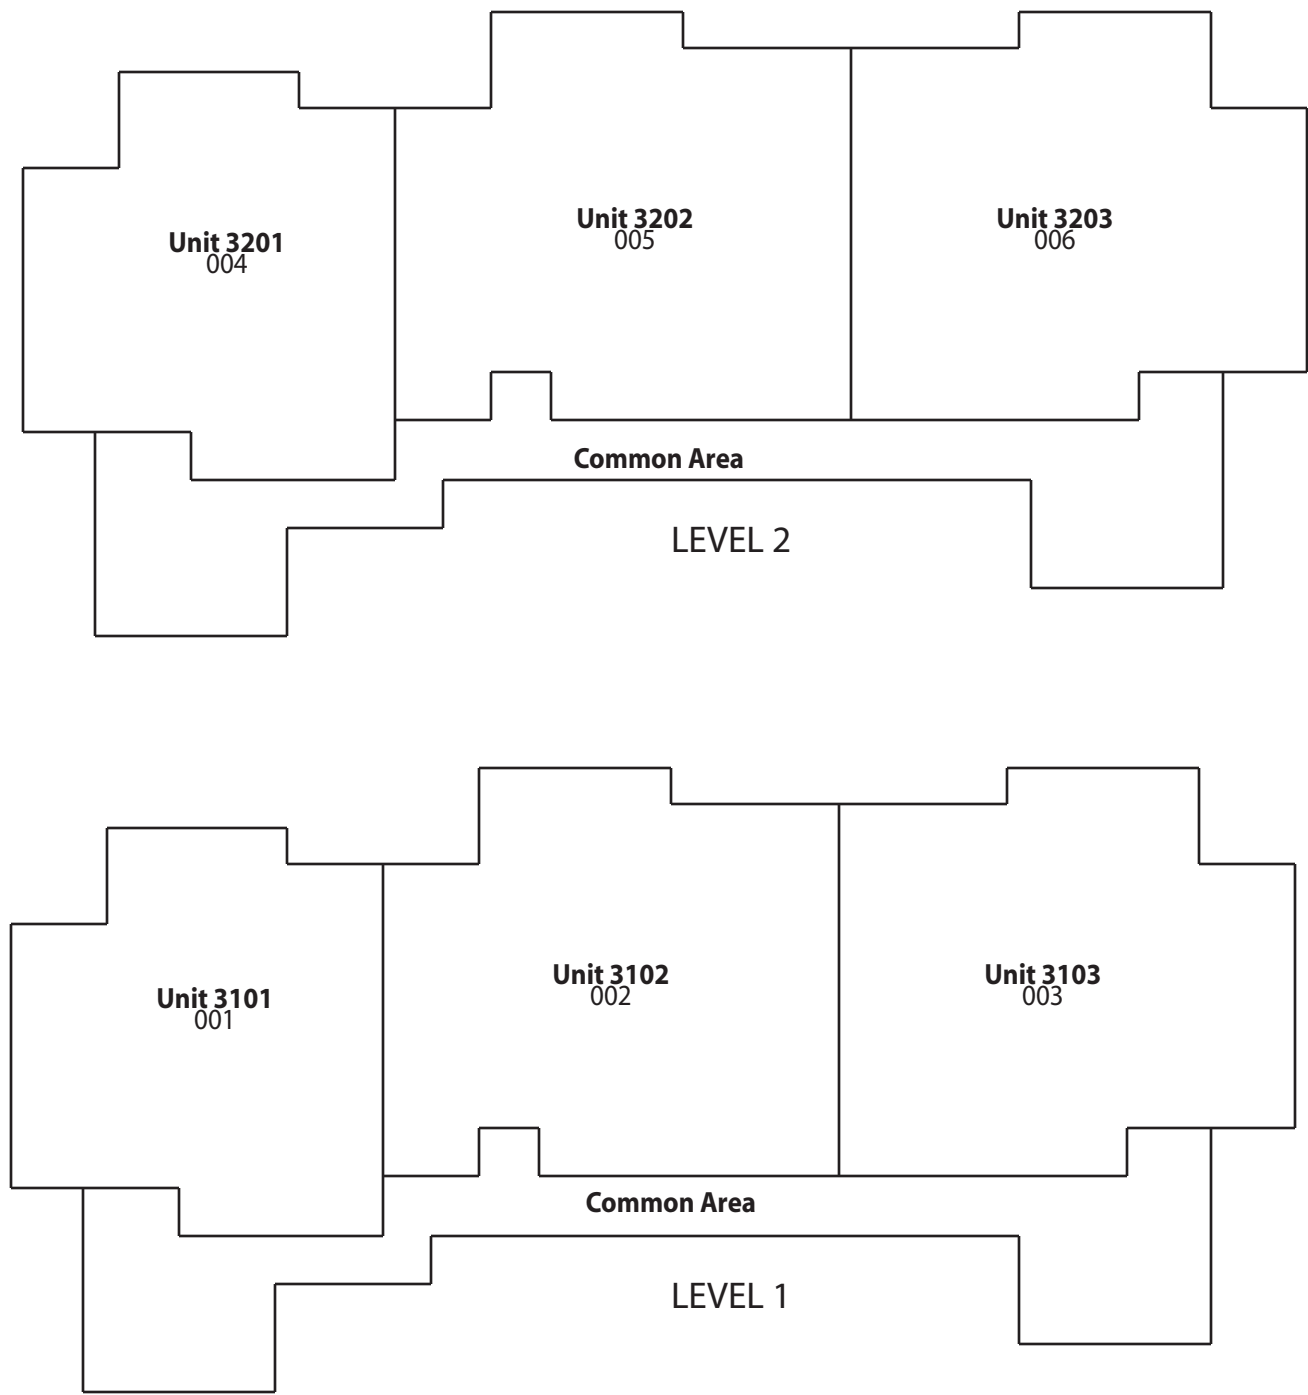 Unit 3201
004
Unit 3202
005
Unit 3203
006
Common Area
LEVEL 2
Unit 3101
001
Unit 3102
002
Unit 3103
003
Common Area
LEVEL 1